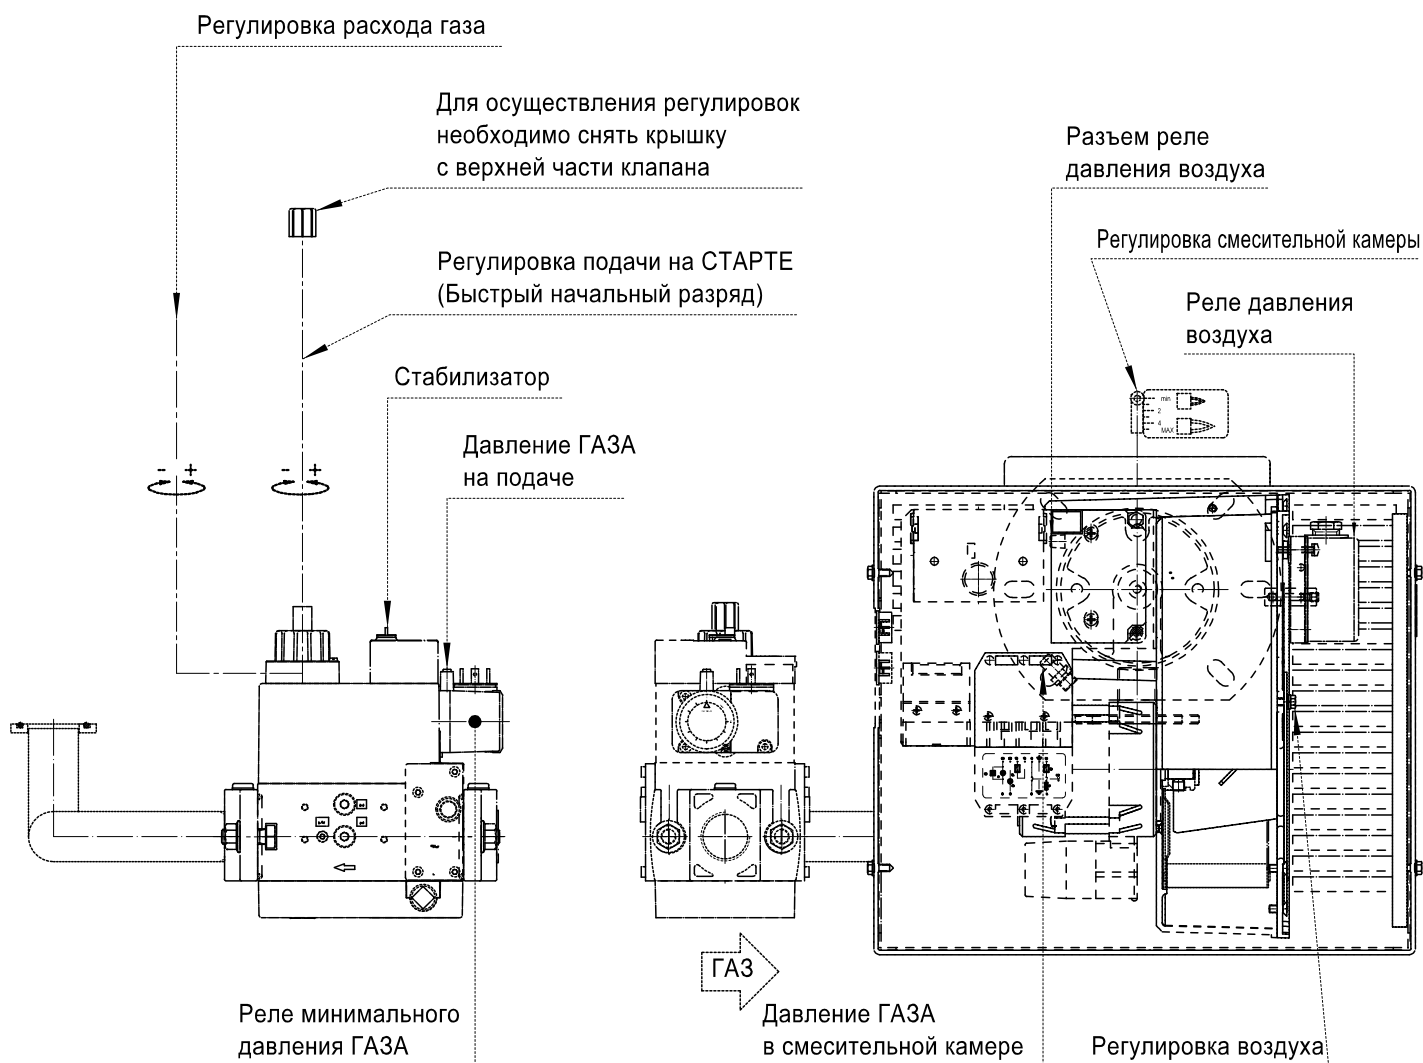 Регулировка расхода газа
Для осуществления регулировок
необходимо снять крышку
с верхней части клапана
Разъем реле
давления воздуха
Регулировка смесительной камеры
Регулировка подачи на СТАРТЕ
(Быстрый начальный разряд)
Реле давления
воздуха
Стабилизатор
min
2
4
MAX
Давление ГАЗА
на подаче
- +
- +
ГАЗ
Реле минимального
давления ГАЗА
Давление ГАЗА
в смесительной камере
Регулировка воздуха